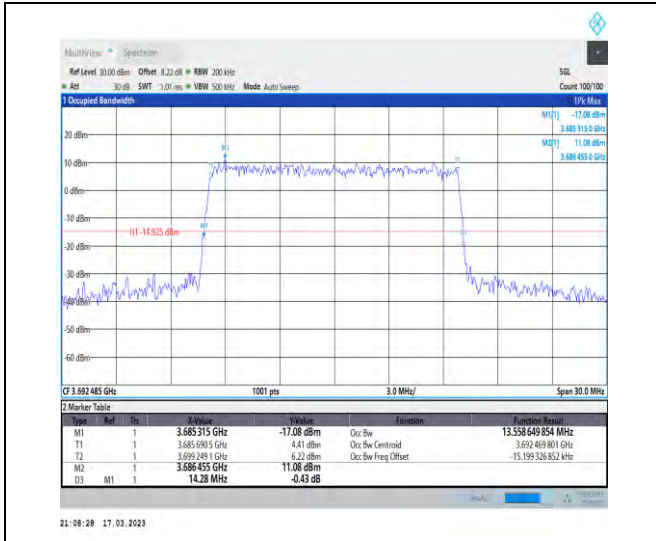 MultiView Spectrum
Ref Level 30.00 dBm Offset 8.22 dB RBW 200 kHz SGL
Att 30 dB SWT 1.01 ms VBW 500 kHz Mode Auto Sweep Count 100/100
1 Occupied Bandwidth 1Pk Max
M1[1] -17.08 dBm
3.685 315 0 GHz
M2[1] 11.08 dBm
3.686 455 0 GHz
20 dBm
M2
10 dBm
0 dBm
-10 dBm
H1 -14.925 dBm
-20 dBm
-30 dBm
-40 dBm
-50 dBm
-60 dBm
CF 3.692 485 GHz 1001 pts 3.0 MHz/ Span 30.0 MHz
2 Marker Table
Type Ref Trc X-Value Y-Value Function Function Result
M1 1 3.685 315 GHz -17.08 dBm Occ Bw 13.558 649 854 MHz
T1 1 3.685 690 5 GHz 4.41 dBm Occ Bw Centroid 3.692 469 801 GHz
T2 1 3.699 249 1 GHz 6.22 dBm Occ Bw Freq Offset -15.199 326 852 kHz
M2 1 3.686 455 GHz 11.08 dBm
D3 M1 1 14.28 MHz -0.43 dB
21:08:28 17.03.2023